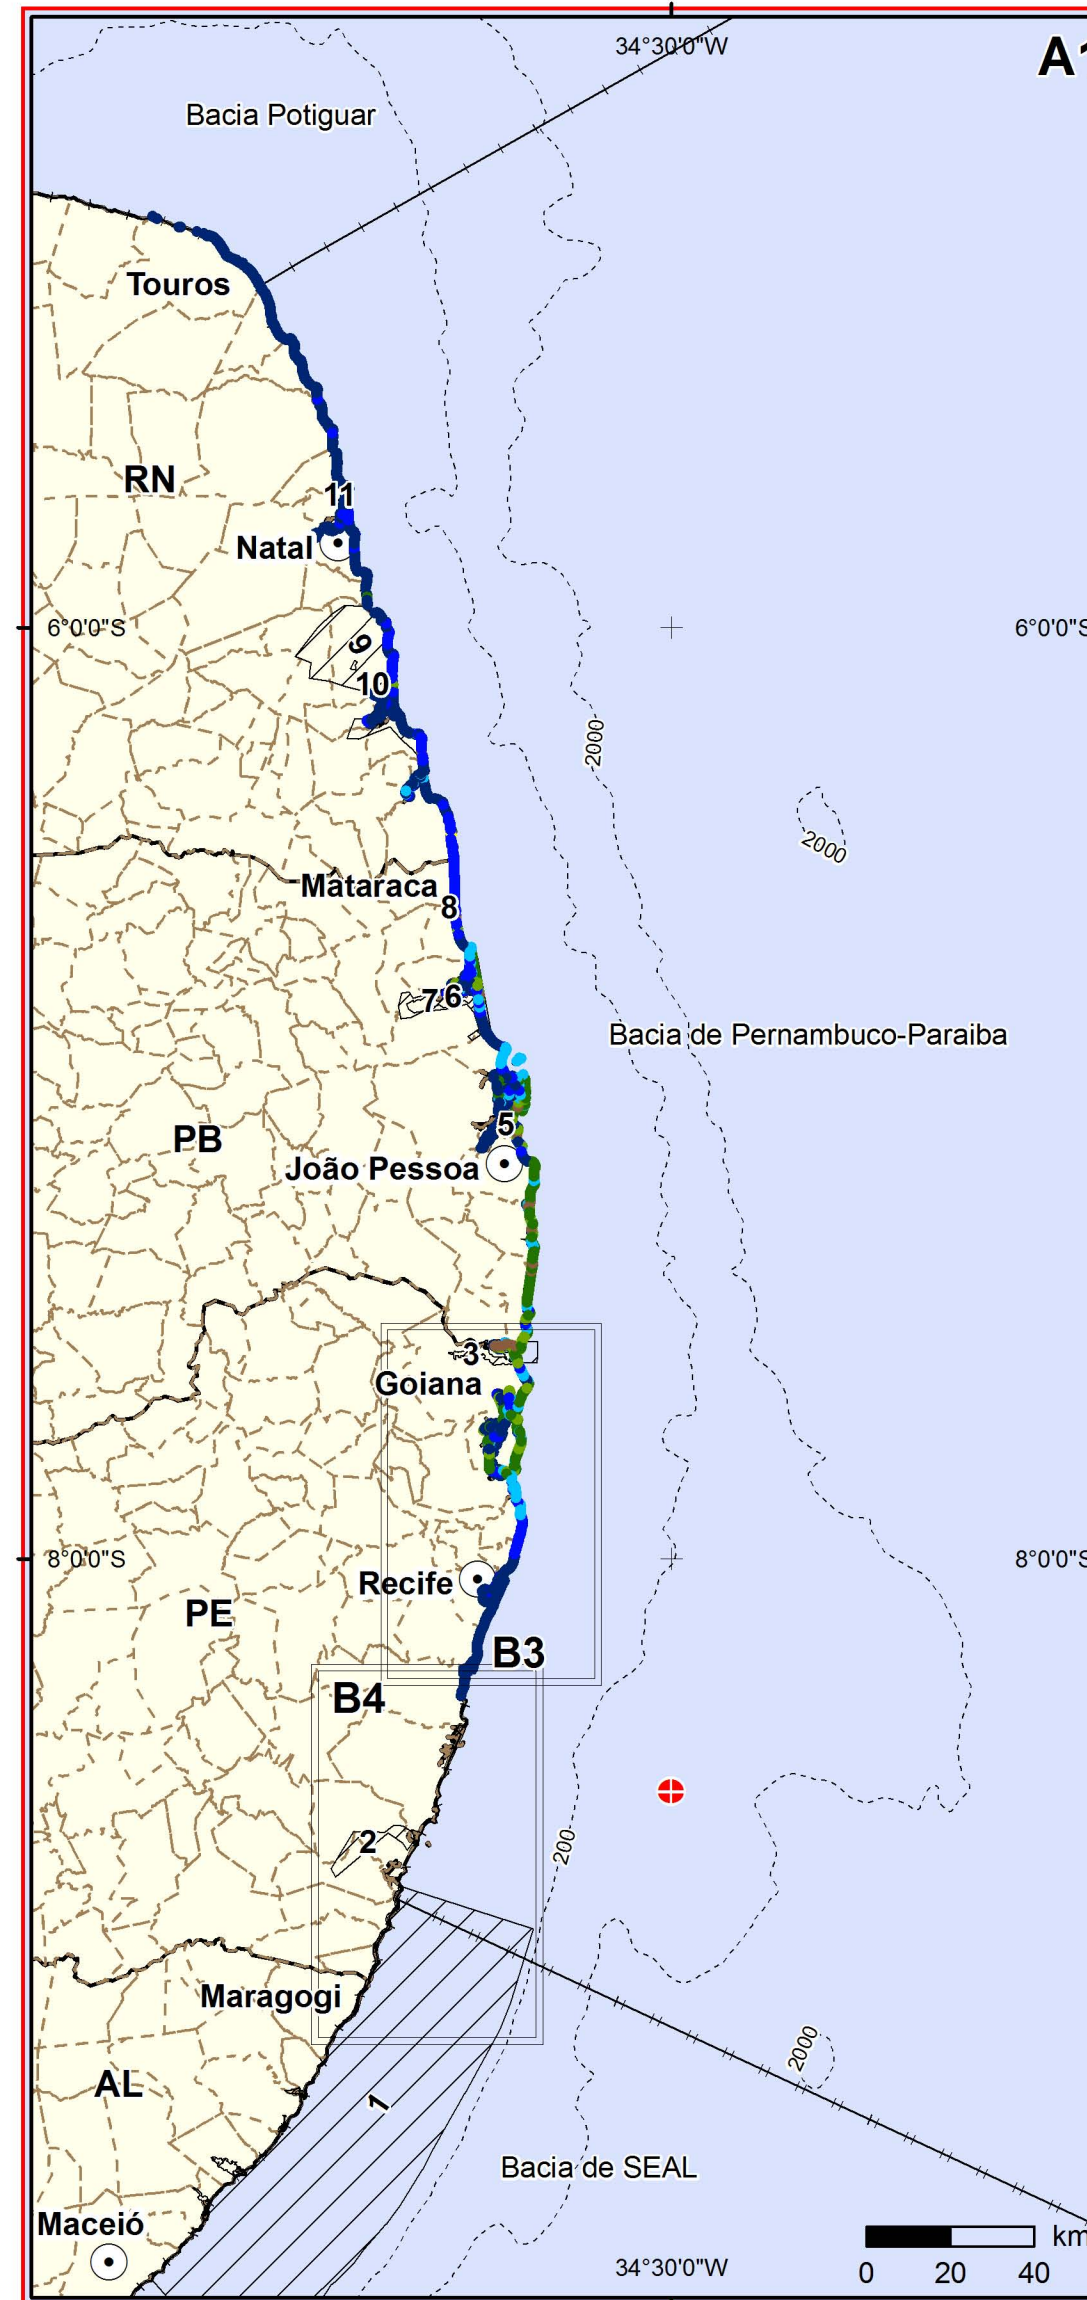 34°30'0"W
A1
Bacia Potiguar
Touros
RN
11
Natal
6°0'0"S
6°0'0"S
9
10
2000
2000
Mataraca
8
7
6
Bacia de Pernambuco-Paraiba
PB
5
João Pessoa
3
Goiana
8°0'0"S
8°0'0"S
Recife
PE
B3
B4
2
200
Maragogi
2000
AL
1
Bacia de SEAL
Maceió
34°30'0"W
km
0 20 40